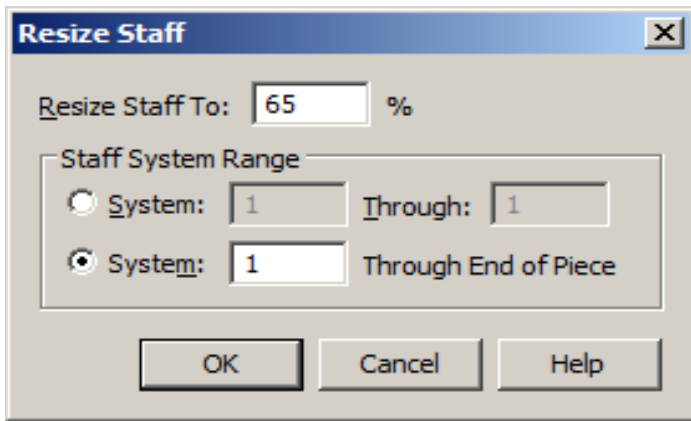 Resize Staff
Resize Staff To: 65 %
Staff System Range
System: 1 Through: 1
System: 1 Through End of Piece
OK Cancel Help